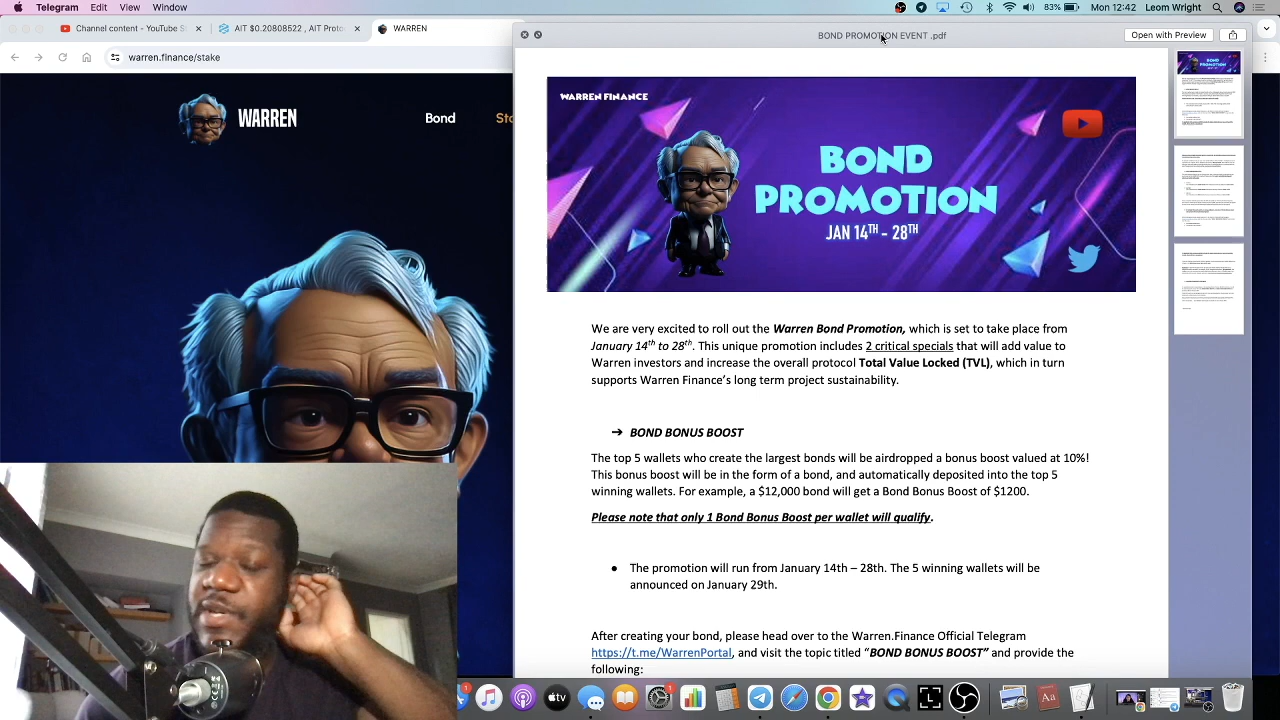 Telegram Edit View Window 83% Mon 12:42 Leom Wright
Channel content - YouTube S AIT $0.20809522 , AIT Proto WARREN
BOND PROMOTION EVENT .pdf Open with Preview
warren.finance/stake
WARREN Bond
FINANCE
BOND
JAN 14TH - 28TH
We are very excited to roll out the Warren Bond Promotion, which is set to take place from
January 14th to 28th. This unique promotion includes 2 critical specials that will add value to
Warren investors and increase the overall protocol Total Value Locked (TVL), which in turn
supports Warren Finance's long term project sustainability.
➔ BOND BONUS BOOST
The top 5 wallets who create the largest bonds will be airdropped a bonus boost valued at 10%!
This bonus boost will be in the form of a bond, and automatically deposited into the top 5
winning wallets. For example, a $12,000 bond will get a Bond Bonus Boost of $1200.
Please note that only 1 Bond Bonus Boost per wallet will qualify.
● The promotion will run from January 14th – 28th. The 5 winning wallets will be
announced on January 29th.
After creating your bond, please head over to the Warren.Finance Official Telegram
https://t.me/WarrenPortal, and visit the topic titled "BOND BONUS BOOST" and provide the
following:
tv